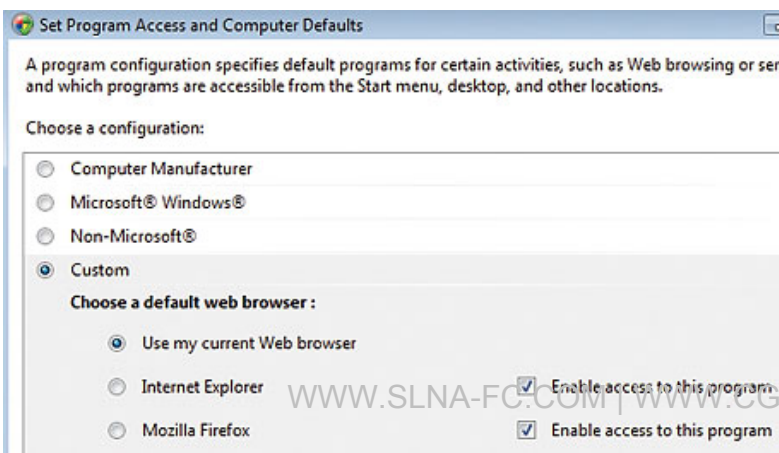 Set Program Access and Computer Defaults
A program configuration specifies default programs for certain activities, such as Web browsing or
and which programs are accessible from the Start menu, desktop, and other locations.
Choose a configuration:
Computer Manufacturer
Microsoft® Windows®
Non-Microsoft®
Custom
Choose a default web browser :
Use my current Web browser
Internet Explorer Enable access to this program
WWW.SLNA-FC.COM | WWW.CG
Mozilla Firefox Enable access to this program